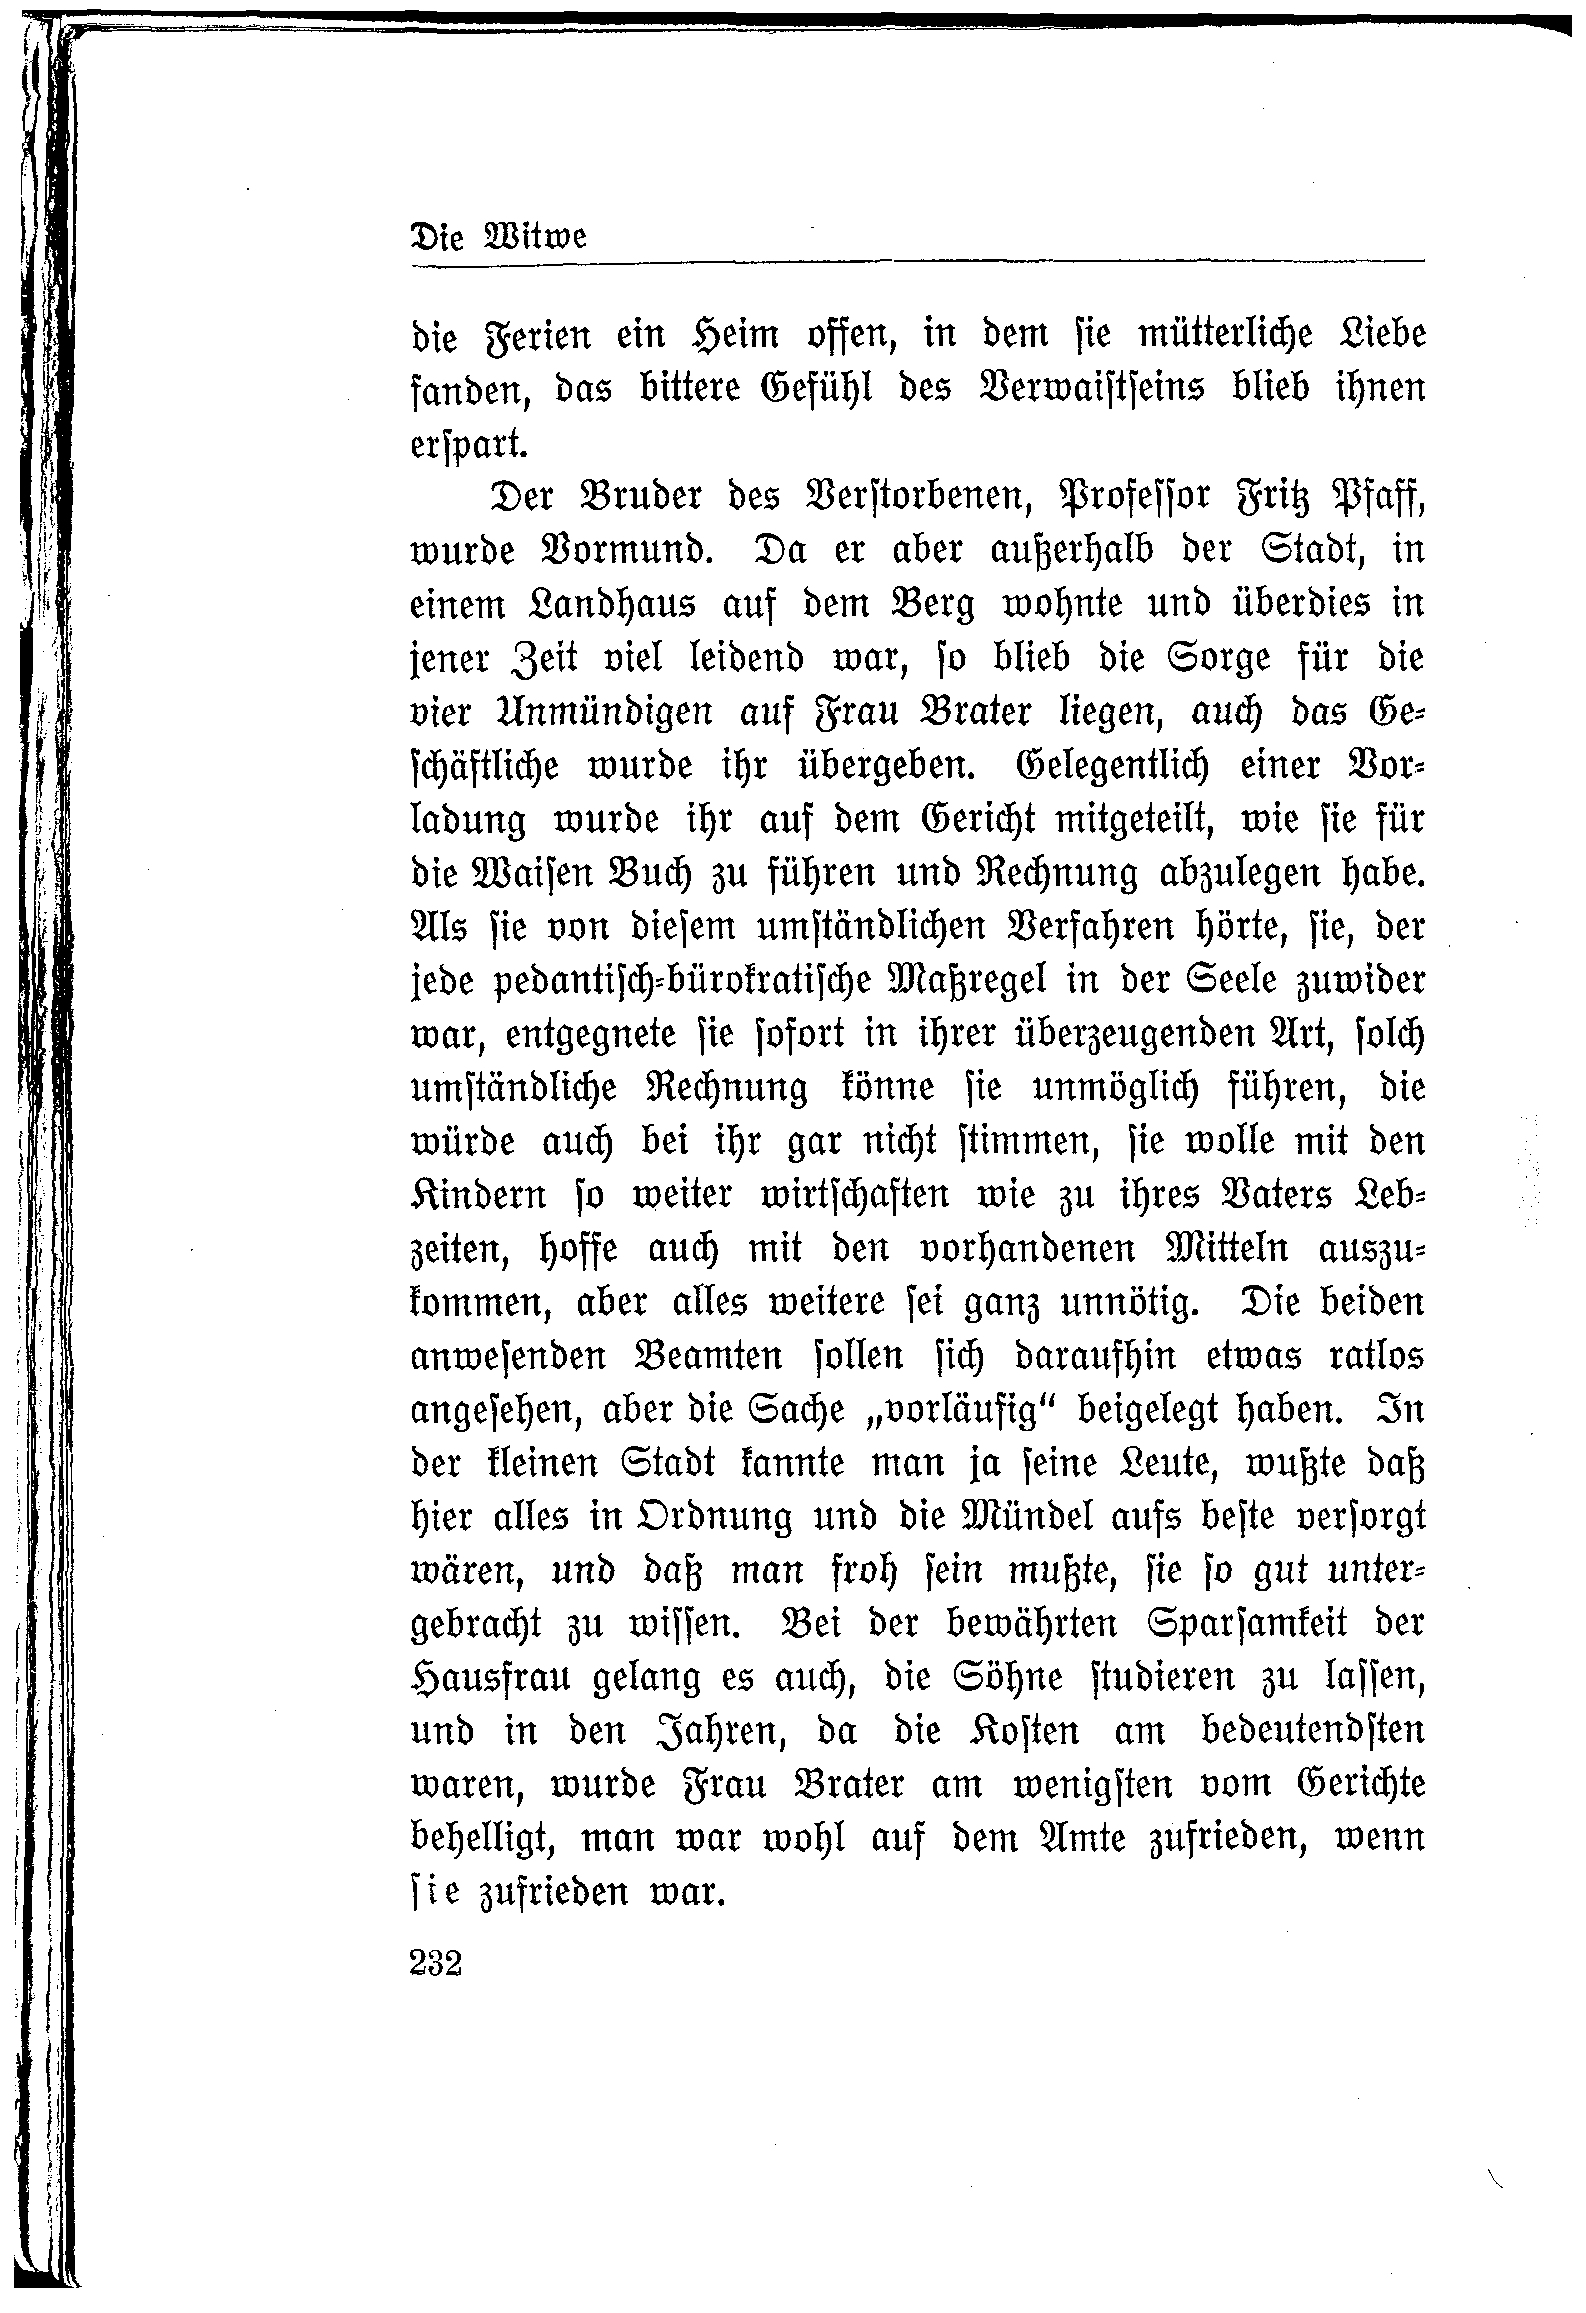 Die Witwe
die Ferien ein Heim offen, in dem sie mütterliche Liebe
fanden, das bittere Gefühl des Verwaistseins blieb ihnen
erspart.
Der Bruder des Verstorbenen, Professor Fritz Pfaff,
wurde Vormund. Da er aber außerhalb der Stadt, in
einem Landhaus auf dem Berg wohnte und überdies in
jener Zeit viel leidend war, so blieb die Sorge für die
vier Unmündigen auf Frau Brater liegen, auch das Ge-
schäftliche wurde ihr übergeben. Gelegentlich einer Vor-
ladung wurde ihr auf dem Gericht mitgeteilt, wie sie für
die Waisen Buch zu führen und Rechnung abzulegen habe.
Als sie von diesem umständlichen Verfahren hörte, sie, der
jede pedantisch-bürokratische Maßregel in der Seele zuwider
war, entgegnete sie sofort in ihrer überzeugenden Art, solch
umständliche Rechnung könne sie unmöglich führen, die
würde auch bei ihr gar nicht stimmen, sie wolle mit den
Kindern so weiter wirtschaften wie zu ihres Vaters Leb-
zeiten, hoffe auch mit den vorhandenen Mitteln auszu-
kommen, aber alles weitere sei ganz unnötig. Die beiden
anwesenden Beamten sollen sich daraufhin etwas ratlos
angesehen, aber die Sache „vorläufig“ beigelegt haben. In
der kleinen Stadt kannte man ja seine Leute, wußte daß
hier alles in Ordnung und die Mündel aufs beste versorgt
wären, und daß man froh sein mußte, sie so gut unter-
gebracht zu wissen. Bei der bewährten Sparsamkeit der
Hausfrau gelang es auch, die Söhne studieren zu lassen,
und in den Jahren, da die Kosten am bedeutendsten
waren, wurde Frau Brater am wenigsten vom Gerichte
behelligt, man war wohl auf dem Amte zufrieden, wenn
sie zufrieden war.
232